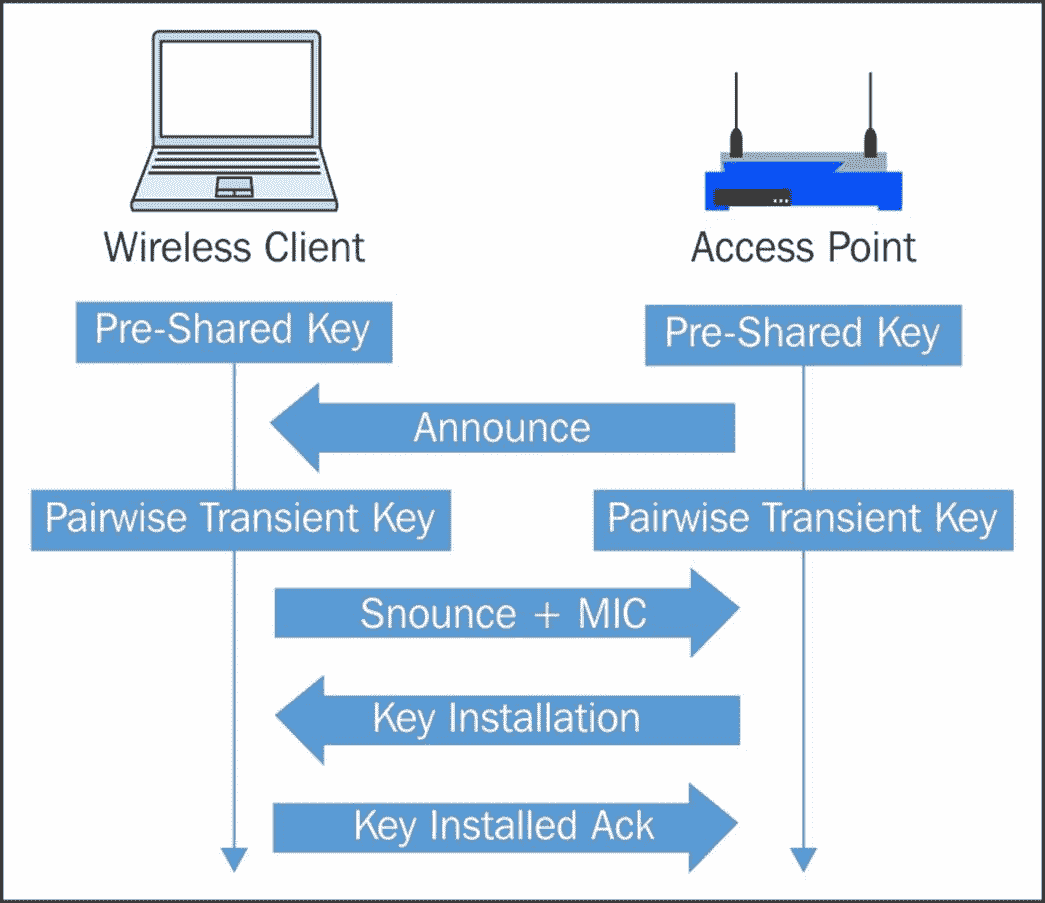 Wireless Client
Access Point
Pre-Shared Key
Pre-Shared Key
Announce
Pairwise Transient Key
Pairwise Transient Key
Snounce + MIC
Key Installation
Key Installed Ack